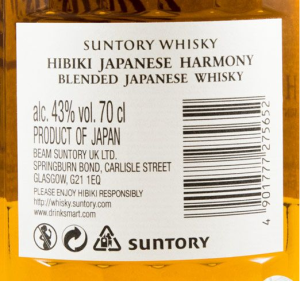 SUNTORY WHISKY
HIBIKI JAPANESE HARMONY
BLENDED JAPANESE WHISKY
alc. 43% vol. 70 cl
PRODUCT OF JAPAN
BEAM SUNTORY UK LTD.
SPRINGBURN BOND, CARLISLE STREET
GLASGOW, G21 1EQ
PLEASE ENJOY HIBIKI RESPONSIBLY
http://whisky.suntory.com
www.drinksmart.com
SUNTORY
4 901777 275652